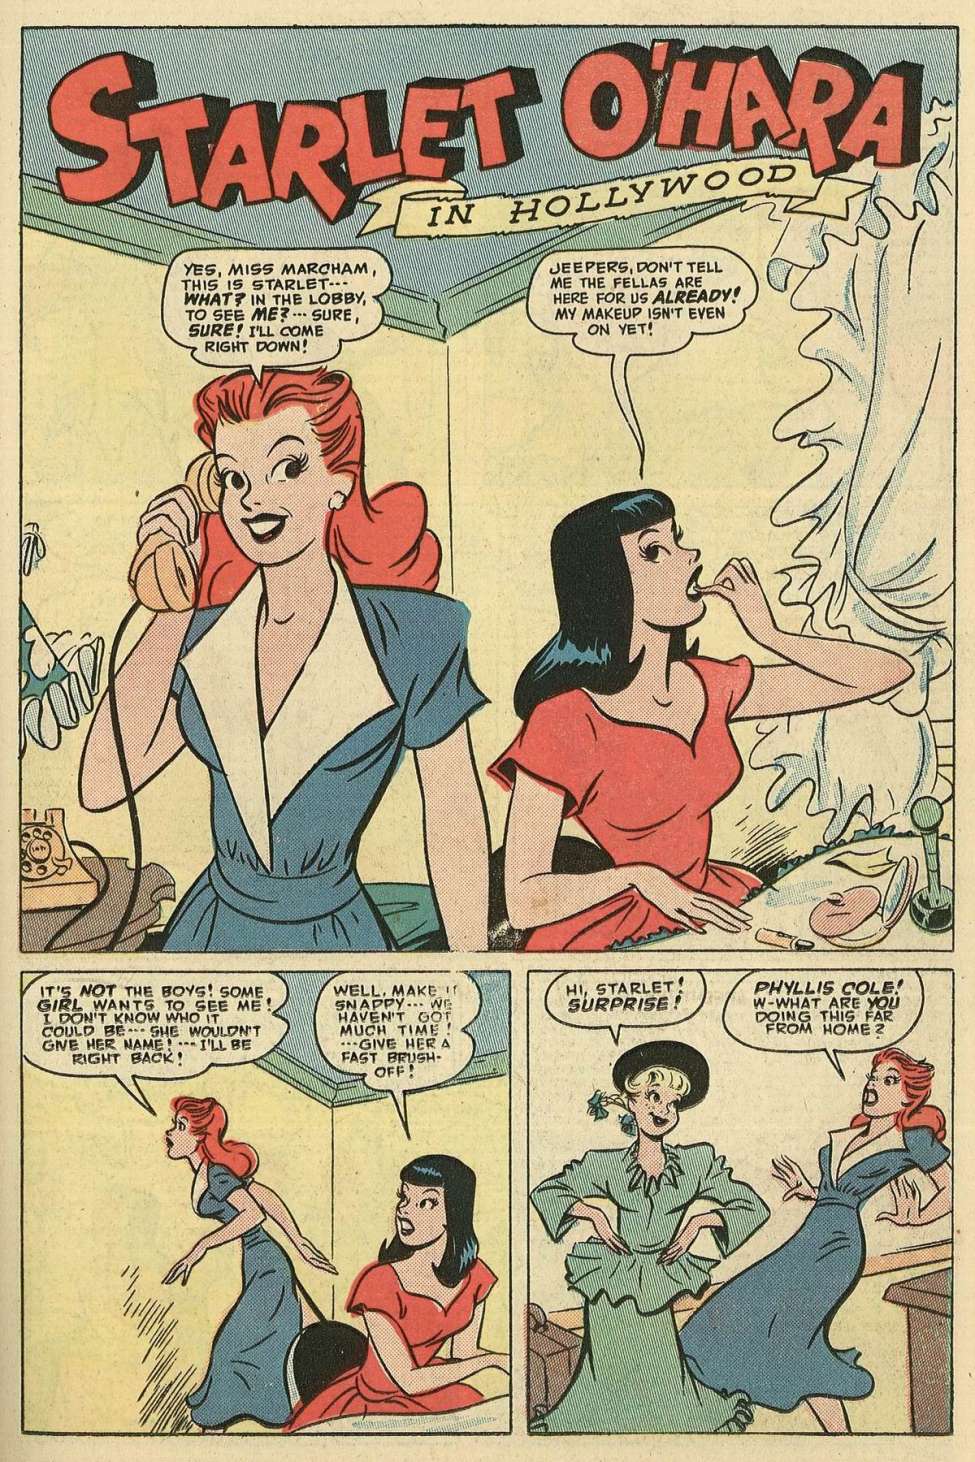 STARLET O'HARA
IN HOLLYWOOD
YES, MISS MARCHAM,
THIS IS STARLET---
WHAT? IN THE LOBBY,
TO SEE ME? --- SURE,
SURE! I'LL COME
RIGHT DOWN!
JEEPERS, DON'T TELL
ME THE FELLAS ARE
HERE FOR US ALREADY!
MY MAKEUP ISN'T EVEN
ON YET!
IT'S NOT THE BOYS! SOME
GIRL WANTS TO SEE ME!
I DON'T KNOW WHO IT
COULD BE--- SHE WOULDN'T
GIVE HER NAME! --- I'LL BE
RIGHT BACK!
WELL, MAKE IT
SNAPPY--- WE
HAVEN'T GOT
MUCH TIME!
---GIVE HER A
FAST BRUSH-
OFF!
HI, STARLET!
SURPRISE!
PHYLLIS COLE!
W-WHAT ARE YOU
DOING THIS FAR
FROM HOME?